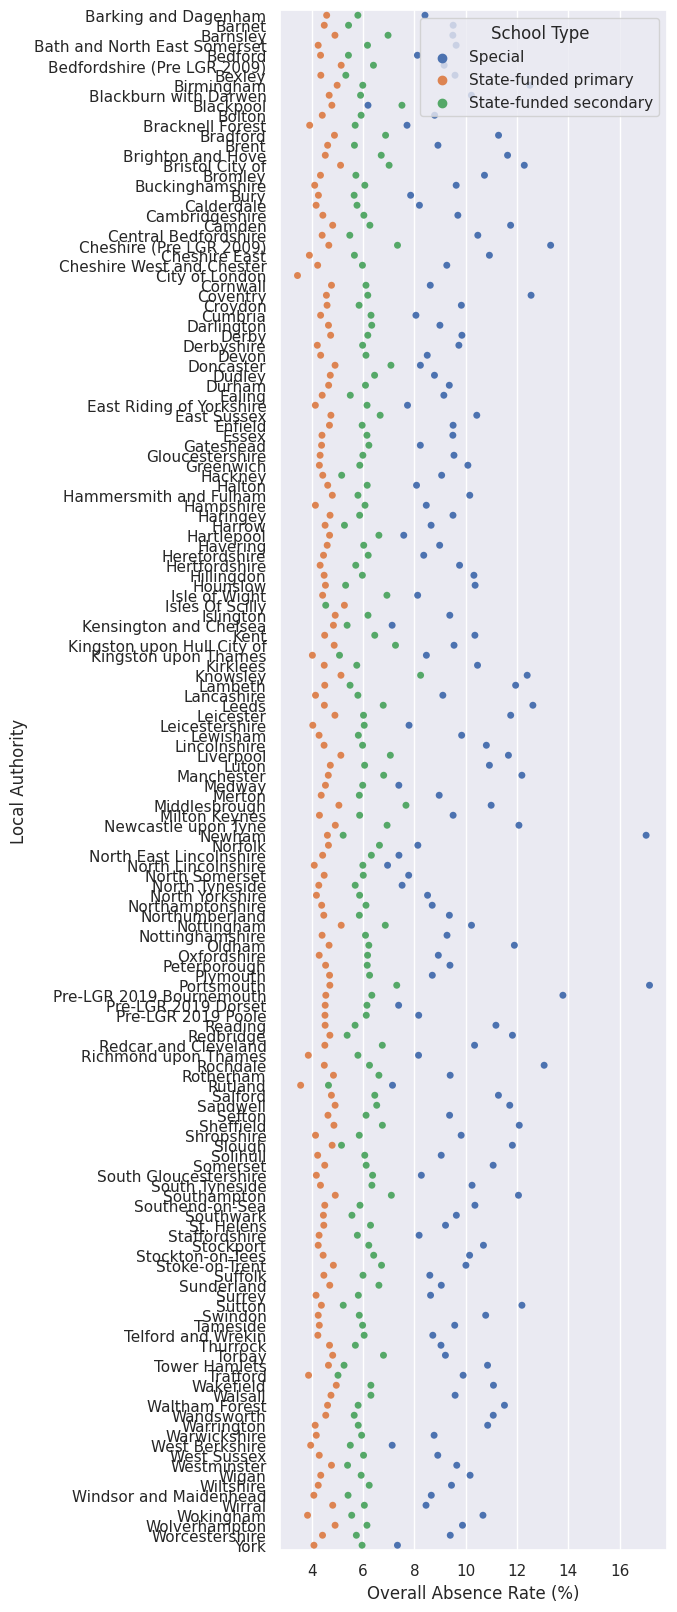 Barking and Dagenham
Barnet
Barnsley
Bath and North East Somerset
Bedford
Bedfordshire (Pre LGR 2009)
Bexley
Birmingham
Blackburn with Darwen
Blackpool
Bolton
Bracknell Forest
Bradford
Brent
Brighton and Hove
Bristol City of
Bromley
Buckinghamshire
Bury
Calderdale
Cambridgeshire
Camden
Central Bedfordshire
Cheshire (Pre LGR 2009)
Cheshire East
Cheshire West and Chester
City of London
Cornwall
Coventry
Croydon
Cumbria
Darlington
Derby
Derbyshire
Devon
Doncaster
Dudley
Durham
Ealing
East Riding of Yorkshire
East Sussex
Enfield
Essex
Gateshead
Gloucestershire
Greenwich
Hackney
Halton
Hammersmith and Fulham
Hampshire
Haringey
Harrow
Hartlepool
Havering
Herefordshire
Hertfordshire
Hillingdon
Hounslow
Isle of Wight
Isles Of Scilly
Islington
Kensington and Chelsea
Kent
Kingston upon Hull City of
Kingston upon Thames
Kirklees
Knowsley
Lambeth
Lancashire
Leeds
Leicester
Leicestershire
Lewisham
Lincolnshire
Liverpool
Luton
Manchester
Medway
Merton
Middlesbrough
Milton Keynes
Newcastle upon Tyne
Newham
Norfolk
North East Lincolnshire
North Lincolnshire
North Somerset
North Tyneside
North Yorkshire
Northamptonshire
Northumberland
Nottingham
Nottinghamshire
Oldham
Oxfordshire
Peterborough
Plymouth
Portsmouth
Pre-LGR 2019 Bournemouth
Pre-LGR 2019 Dorset
Pre-LGR 2019 Poole
Reading
Redbridge
Redcar and Cleveland
Richmond upon Thames
Rochdale
Rotherham
Rutland
Salford
Sandwell
Sefton
Sheffield
Shropshire
Slough
Solihull
Somerset
South Gloucestershire
South Tyneside
Southampton
Southend-on-Sea
Southwark
St. Helens
Staffordshire
Stockport
Stockton-on-Tees
Stoke-on-Trent
Suffolk
Sunderland
Surrey
Sutton
Swindon
Tameside
Telford and Wrekin
Thurrock
Torbay
Tower Hamlets
Trafford
Wakefield
Walsall
Waltham Forest
Wandsworth
Warrington
Warwickshire
West Berkshire
West Sussex
Westminster
Wigan
Wiltshire
Windsor and Maidenhead
Wirral
Wokingham
Wolverhampton
Worcestershire
York
Local Authority
School Type
Special
State-funded primary
State-funded secondary
4 6 8 10 12 14 16
Overall Absence Rate (%)